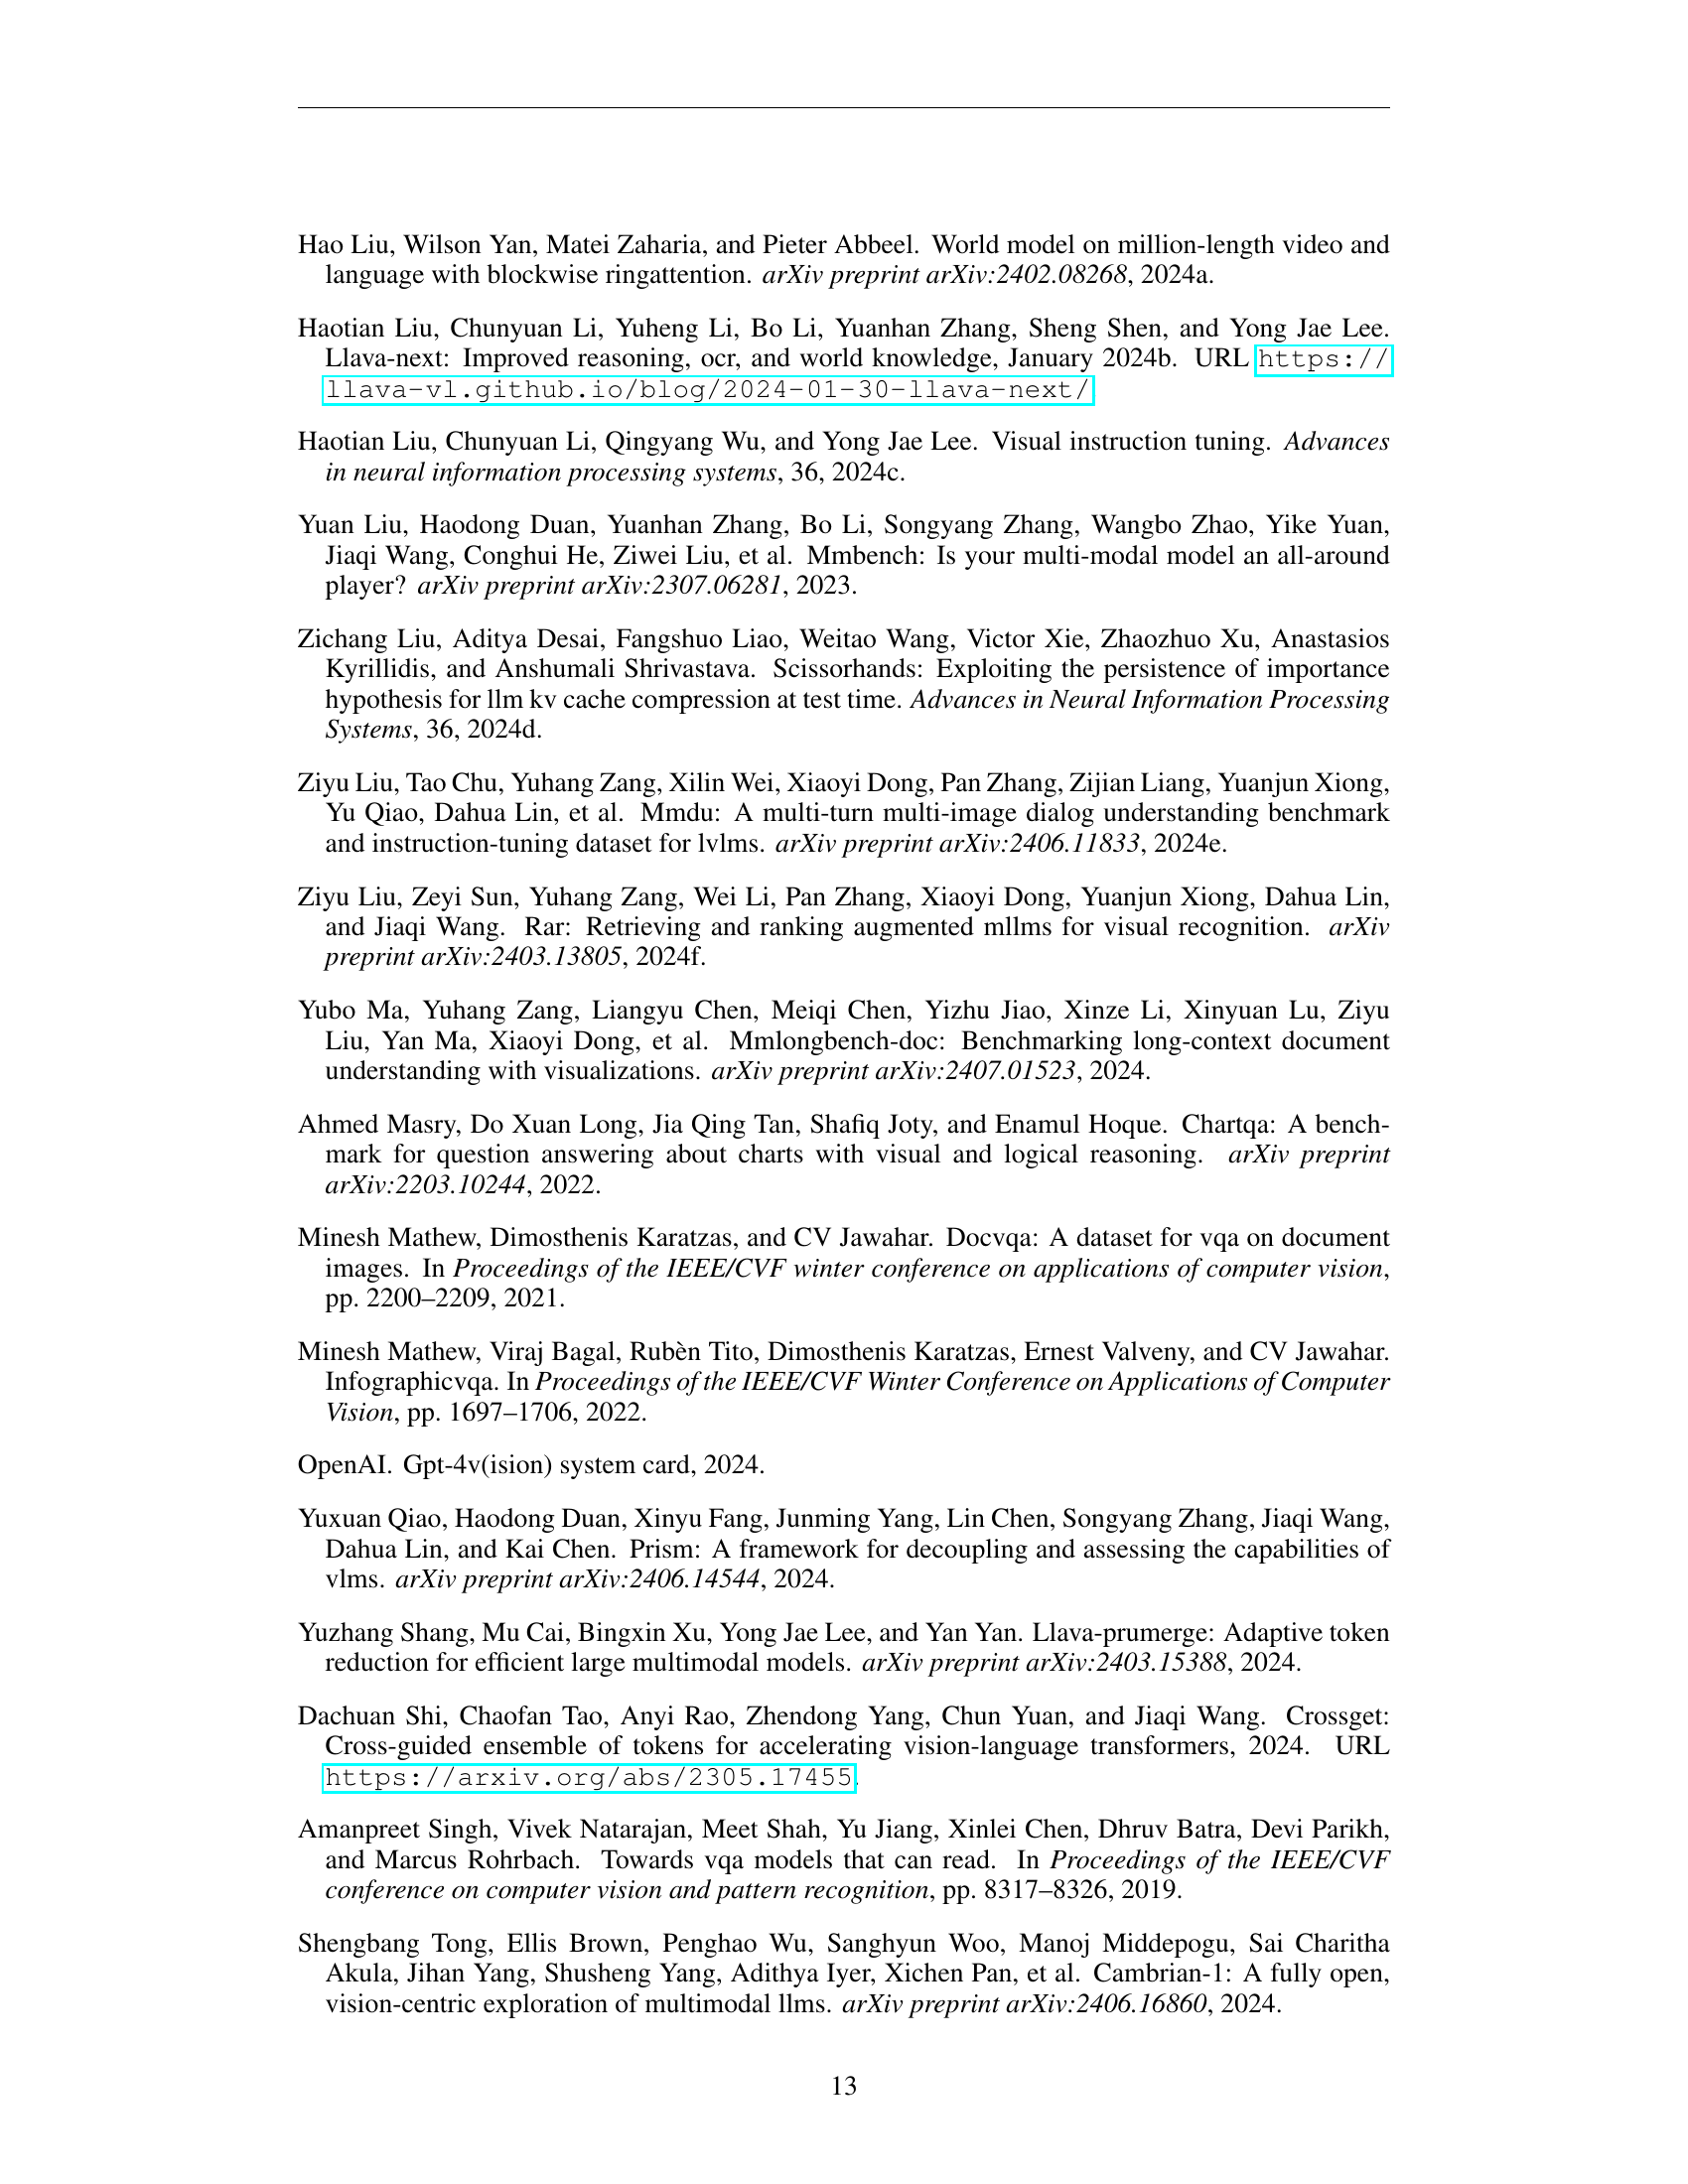 Hao Liu, Wilson Yan, Matei Zaharia, and Pieter Abbeel. World model on million-length video and
language with blockwise ringattention. arXiv preprint arXiv:2402.08268, 2024a.
Haotian Liu, Chunyuan Li, Yuheng Li, Bo Li, Yuanhan Zhang, Sheng Shen, and Yong Jae Lee.
Llava-next: Improved reasoning, ocr, and world knowledge, January 2024b. URL https://
llava-vl.github.io/blog/2024-01-30-llava-next/
Haotian Liu, Chunyuan Li, Qingyang Wu, and Yong Jae Lee. Visual instruction tuning. Advances
in neural information processing systems, 36, 2024c.
Yuan Liu, Haodong Duan, Yuanhan Zhang, Bo Li, Songyang Zhang, Wangbo Zhao, Yike Yuan,
Jiaqi Wang, Conghui He, Ziwei Liu, et al. Mmbench: Is your multi-modal model an all-around
player? arXiv preprint arXiv:2307.06281, 2023.
Zichang Liu, Aditya Desai, Fangshuo Liao, Weitao Wang, Victor Xie, Zhaozhuo Xu, Anastasios
Kyrillidis, and Anshumali Shrivastava. Scissorhands: Exploiting the persistence of importance
hypothesis for llm kv cache compression at test time. Advances in Neural Information Processing
Systems, 36, 2024d.
Ziyu Liu, Tao Chu, Yuhang Zang, Xilin Wei, Xiaoyi Dong, Pan Zhang, Zijian Liang, Yuanjun Xiong,
Yu Qiao, Dahua Lin, et al. Mmdu: A multi-turn multi-image dialog understanding benchmark
and instruction-tuning dataset for lvlms. arXiv preprint arXiv:2406.11833, 2024e.
Ziyu Liu, Zeyi Sun, Yuhang Zang, Wei Li, Pan Zhang, Xiaoyi Dong, Yuanjun Xiong, Dahua Lin,
and Jiaqi Wang. Rar: Retrieving and ranking augmented mllms for visual recognition. arXiv
preprint arXiv:2403.13805, 2024f.
Yubo Ma, Yuhang Zang, Liangyu Chen, Meiqi Chen, Yizhu Jiao, Xinze Li, Xinyuan Lu, Ziyu
Liu, Yan Ma, Xiaoyi Dong, et al. Mmlongbench-doc: Benchmarking long-context document
understanding with visualizations. arXiv preprint arXiv:2407.01523, 2024.
Ahmed Masry, Do Xuan Long, Jia Qing Tan, Shafiq Joty, and Enamul Hoque. Chartqa: A bench-
mark for question answering about charts with visual and logical reasoning. arXiv preprint
arXiv:2203.10244, 2022.
Minesh Mathew, Dimosthenis Karatzas, and CV Jawahar. Docvqa: A dataset for vqa on document
images. In Proceedings of the IEEE/CVF winter conference on applications of computer vision,
pp. 2200–2209, 2021.
Minesh Mathew, Viraj Bagal, Rubèn Tito, Dimosthenis Karatzas, Ernest Valveny, and CV Jawahar.
Infographicvqa. In Proceedings of the IEEE/CVF Winter Conference on Applications of Computer
Vision, pp. 1697–1706, 2022.
OpenAI. Gpt-4v(ision) system card, 2024.
Yuxuan Qiao, Haodong Duan, Xinyu Fang, Junming Yang, Lin Chen, Songyang Zhang, Jiaqi Wang,
Dahua Lin, and Kai Chen. Prism: A framework for decoupling and assessing the capabilities of
vlms. arXiv preprint arXiv:2406.14544, 2024.
Yuzhang Shang, Mu Cai, Bingxin Xu, Yong Jae Lee, and Yan Yan. Llava-prumerge: Adaptive token
reduction for efficient large multimodal models. arXiv preprint arXiv:2403.15388, 2024.
Dachuan Shi, Chaofan Tao, Anyi Rao, Zhendong Yang, Chun Yuan, and Jiaqi Wang. Crossget:
Cross-guided ensemble of tokens for accelerating vision-language transformers, 2024. URL
https://arxiv.org/abs/2305.17455.
Amanpreet Singh, Vivek Natarajan, Meet Shah, Yu Jiang, Xinlei Chen, Dhruv Batra, Devi Parikh,
and Marcus Rohrbach. Towards vqa models that can read. In Proceedings of the IEEE/CVF
conference on computer vision and pattern recognition, pp. 8317–8326, 2019.
Shengbang Tong, Ellis Brown, Penghao Wu, Sanghyun Woo, Manoj Middepogu, Sai Charitha
Akula, Jihan Yang, Shusheng Yang, Adithya Iyer, Xichen Pan, et al. Cambrian-1: A fully open,
vision-centric exploration of multimodal llms. arXiv preprint arXiv:2406.16860, 2024.
13